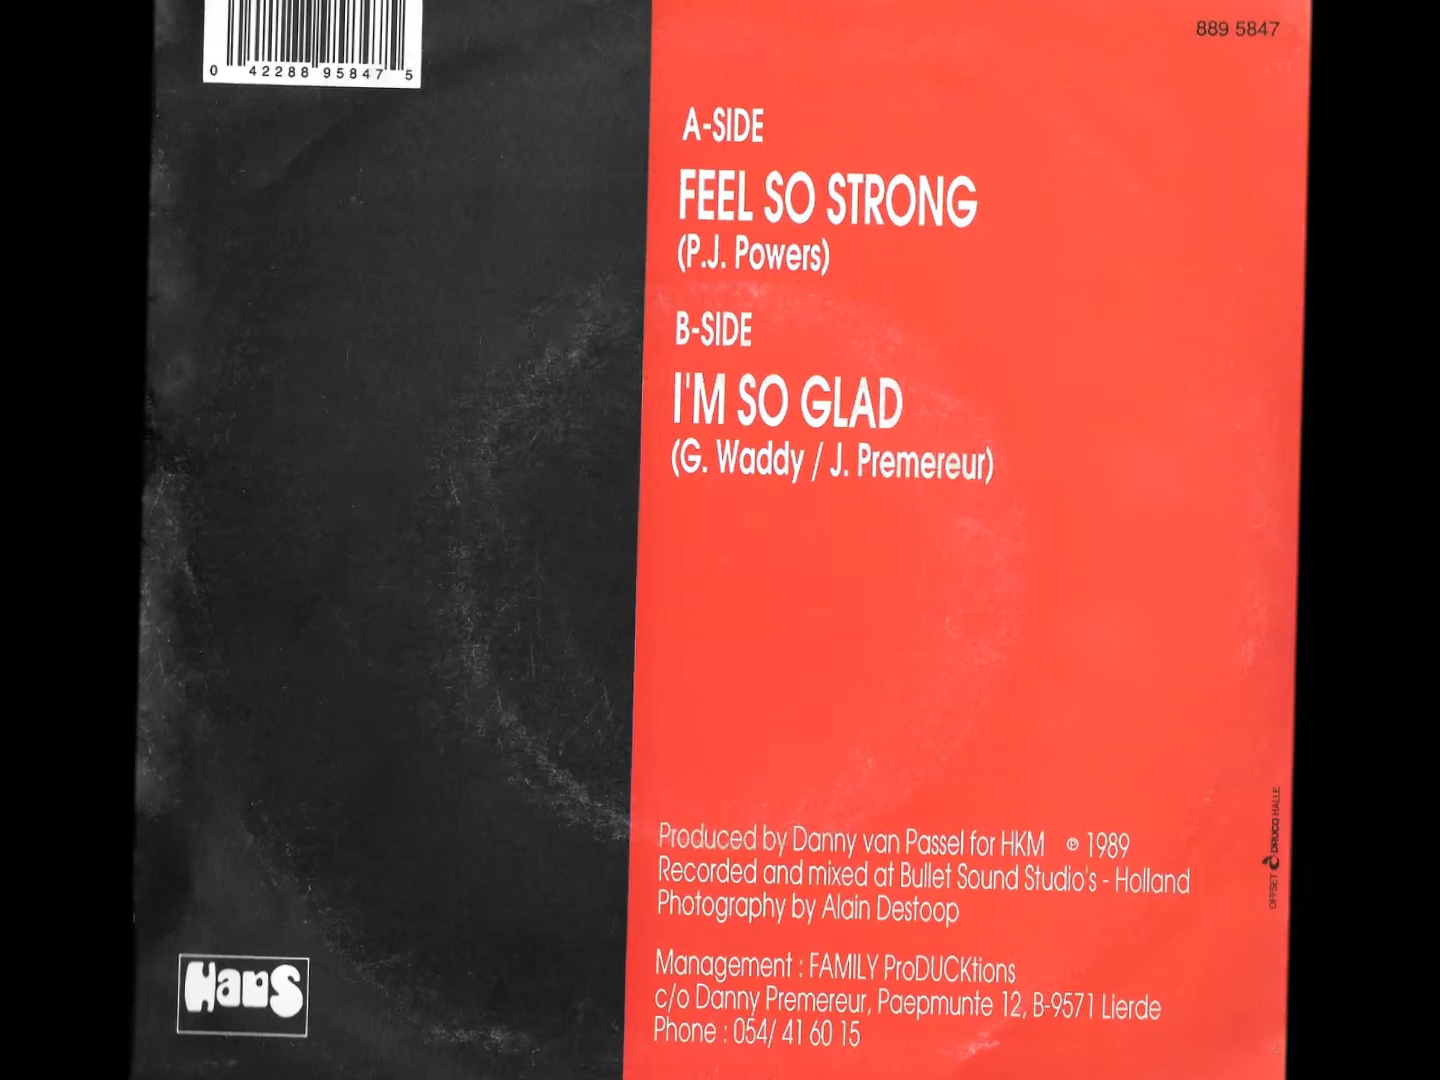 0 42288 95847 5
889 5847
A-SIDE
FEEL SO STRONG
(P.J. Powers)
B-SIDE
I'M SO GLAD
(G. Waddy / J. Premereur)
Produced by Danny van Passel for HKM ℗ 1989
Recorded and mixed at Bullet Sound Studio's - Holland
Photography by Alain Destoop
Management : FAMILY ProDUCKtions
c/o Danny Premereur, Paepmunte 12, B-9571 Lierde
Phone : 054/ 41 60 15
Hans
OFFSET DRUCO HALLE